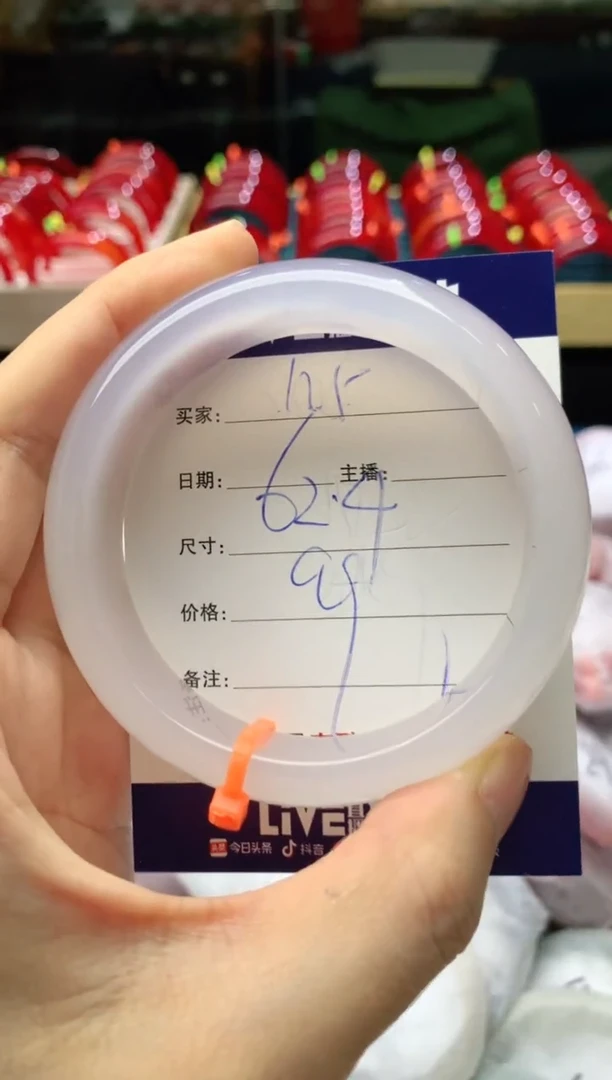 买家:
日期: 主播:
尺寸: 62.4
价格: 99
备注:
LIVE
今日头条 抖音